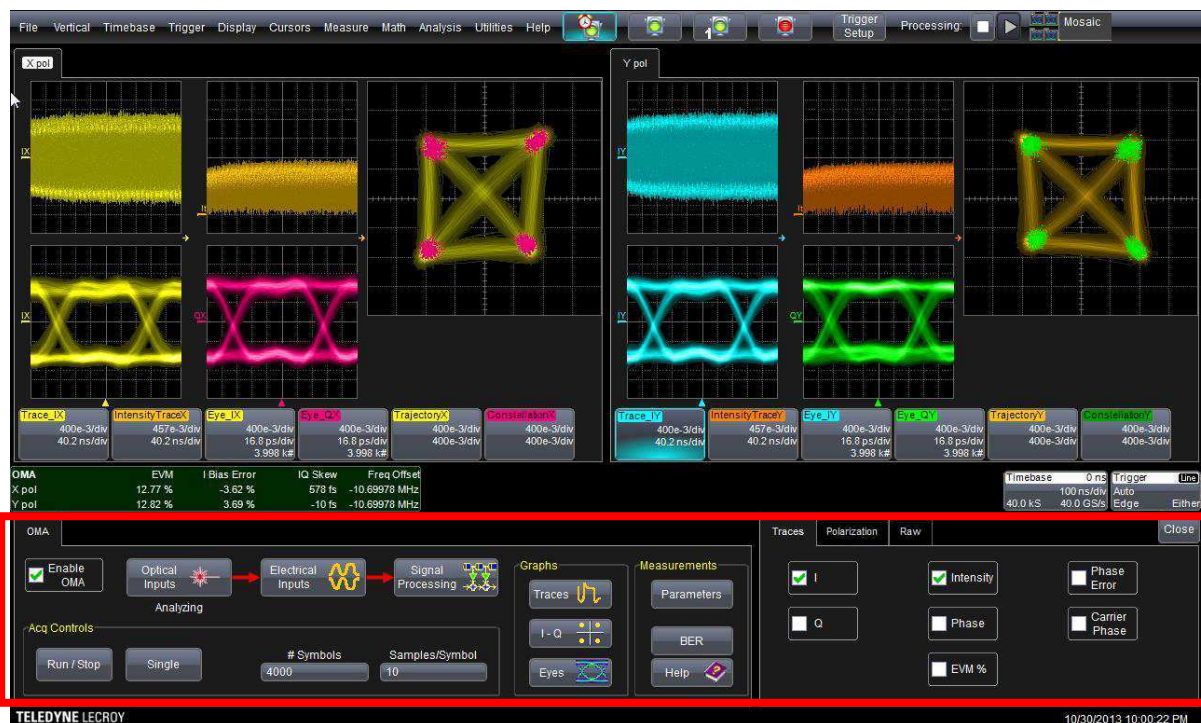 File Vertical Timebase Trigger Display Cursors Measure Math Analysis Utilities Help
1
Trigger Setup
Processing:
Mosaic
X pol
IX
It
IX
QX
Trace_IX
400e-3/div
40.2 ns/div
IntensityTraceX
457e-3/div
40.2 ns/div
Eye_IX
400e-3/div
16.8 ps/div
3.998 k#
Eye_QX
400e-3/div
16.8 ps/div
3.998 k#
TrajectoryX
400e-3/div
400e-3/div
ConstellationX
400e-3/div
400e-3/div
Y pol
IY
It
IY
QY
Trace_IY
400e-3/div
40.2 ns/div
IntensityTraceY
457e-3/div
40.2 ns/div
Eye_IY
400e-3/div
16.8 ps/div
3.998 k#
Eye_QY
400e-3/div
16.8 ps/div
3.998 k#
TrajectoryY
400e-3/div
400e-3/div
ConstellationY
400e-3/div
400e-3/div
OMA EVM I Bias Error IQ Skew Freq Offset
X pol 12.77 % -3.62 % 578 fs -10.69978 MHz
Y pol 12.82 % 3.69 % -10 fs -10.69978 MHz
Timebase 0 ns
100 ns/div
40.0 kS 40.0 GS/s
Trigger Line
Auto
Edge Either
OMA
Enable OMA
Optical Inputs
Analyzing
Electrical Inputs
Signal Processing
Acq Controls
Run / Stop
Single
# Symbols
4000
Samples/Symbol
10
Graphs
Traces
I - Q
Eyes
Measurements
Parameters
BER
Help
Traces Polarization Raw
Close
I
Intensity
Phase Error
Q
Phase
Carrier Phase
EVM %
TELEDYNE LECROY
10/30/2013 10:00:22 PM